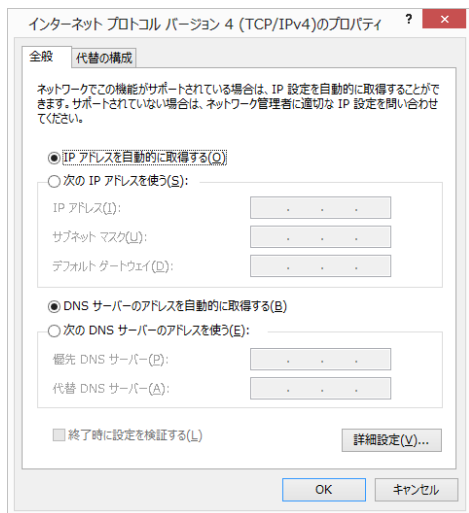 インターネット プロトコル バージョン 4 (TCP/IPv4)のプロパティ ? ×
全般 代替の構成
ネットワークでこの機能がサポートされている場合は、IP 設定を自動的に取得することがで
きます。サポートされていない場合は、ネットワーク管理者に適切な IP 設定を問い合わせ
てください。
IP アドレスを自動的に取得する(O)
次の IP アドレスを使う(S):
IP アドレス(I):
サブネット マスク(U):
デフォルト ゲートウェイ(D):
DNS サーバーのアドレスを自動的に取得する(B)
次の DNS サーバーのアドレスを使う(E):
優先 DNS サーバー(P):
代替 DNS サーバー(A):
終了時に設定を検証する(L)
詳細設定(V)...
OK キャンセル